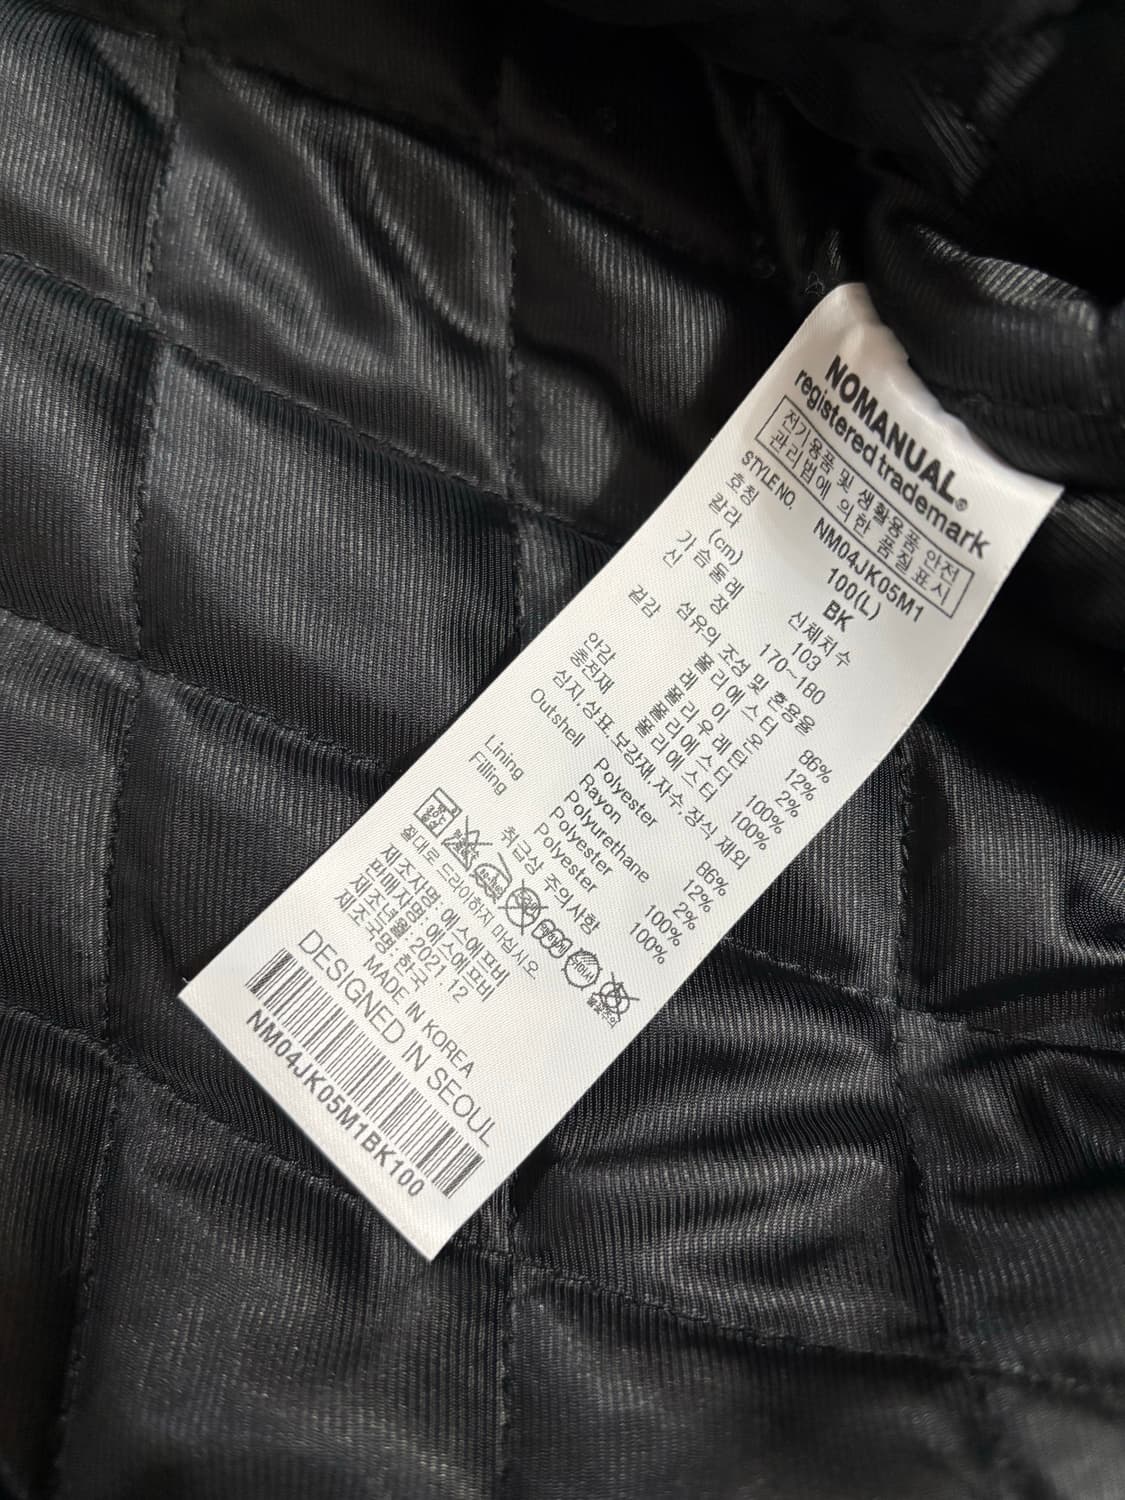 NOMANUAL®
registered trademark
전기용품 및 생활용품 안전
관리법에 의한 품질표시
STYLE NO. NM04JK05M1
호칭 100(L)
칼라 BK
(cm) 신체치수
가슴둘레 103
신 장 170~180
섬유의 조성 및 혼용율
겉감 폴리에스터 86%
레 이 온 12%
폴리우레탄 2%
안감 폴리에스터 100%
충전재 폴리에스터 100%
심지, 상표, 보강재, 자수, 장식 제외
Outshell Polyester 86%
Rayon 12%
Polyurethane 2%
Lining Polyester 100%
Filling Polyester 100%
취급상 주의사항
절대로 드라이하지 마십시오
제조자명: 에스에프비
판매자명: 에스에프비
제조년월: 2021.12
제조국명: 한국
MADE IN KOREA
DESIGNED IN SEOUL
NM04JK05M1BK100